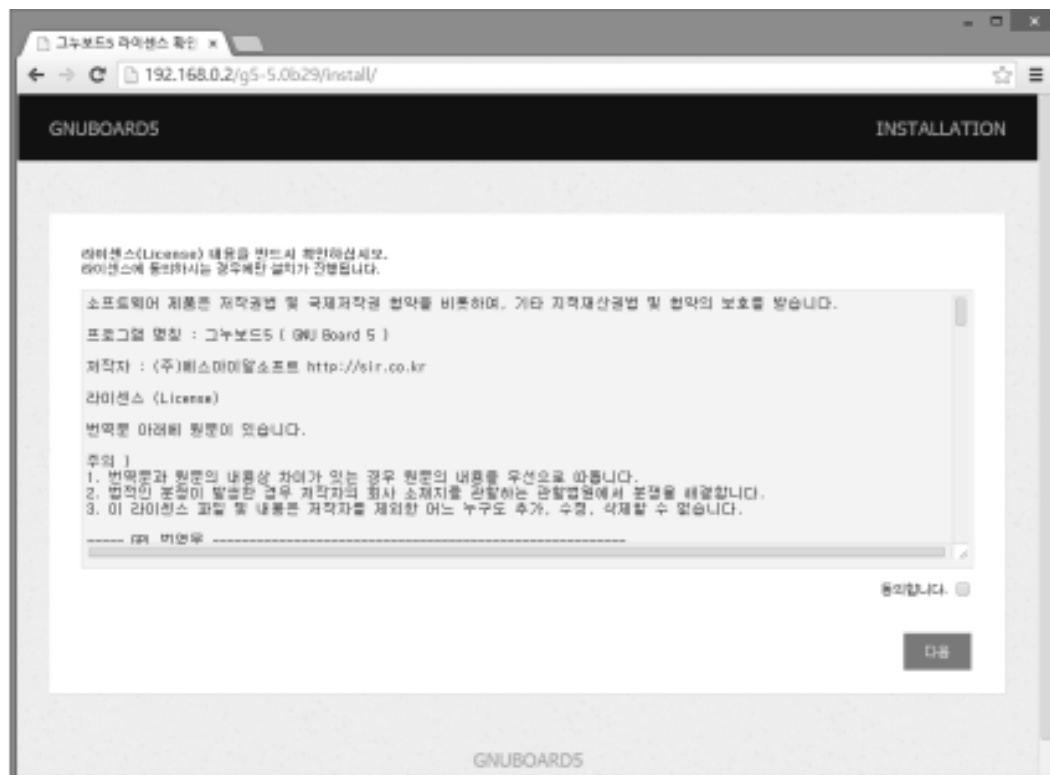 그누보드5 라이센스 확인
192.168.0.2/g5-5.0b29/install/
GNUBOARD5
INSTALLATION
라이센스(License) 내용을 반드시 확인하십시오.
라이센스에 동의하시는 경우에만 설치가 진행됩니다.
소프트웨어 제품은 저작권법 및 국제저작권 협약을 비롯하여, 기타 지적재산권법 및 협약의 보호를 받습니다.
프로그램 명칭 : 그누보드5 ( GNU Board 5 )
저작자 : (주)에스아이알소프트 http://sir.co.kr
라이센스 (License)
번역문 아래에 원문이 있습니다.
주의 )
1. 번역문과 원문의 내용상 차이가 있는 경우 원문의 내용을 우선으로 따릅니다.
2. 법적인 분쟁이 발생한 경우 저작자의 회사 소재지를 관할하는 관할법원에서 분쟁을 해결합니다.
3. 이 라이센스 파일 및 내용은 저작자를 제외한 어느 누구도 추가, 수정, 삭제할 수 없습니다.
동의합니다.
다음
GNUBOARD5